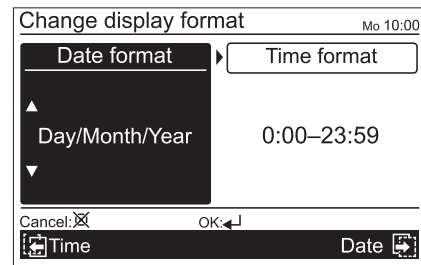 Change display format Mo 10:00
Date format Time format
Day/Month/Year 0:00–23:59
Cancel: OK:
Time Date